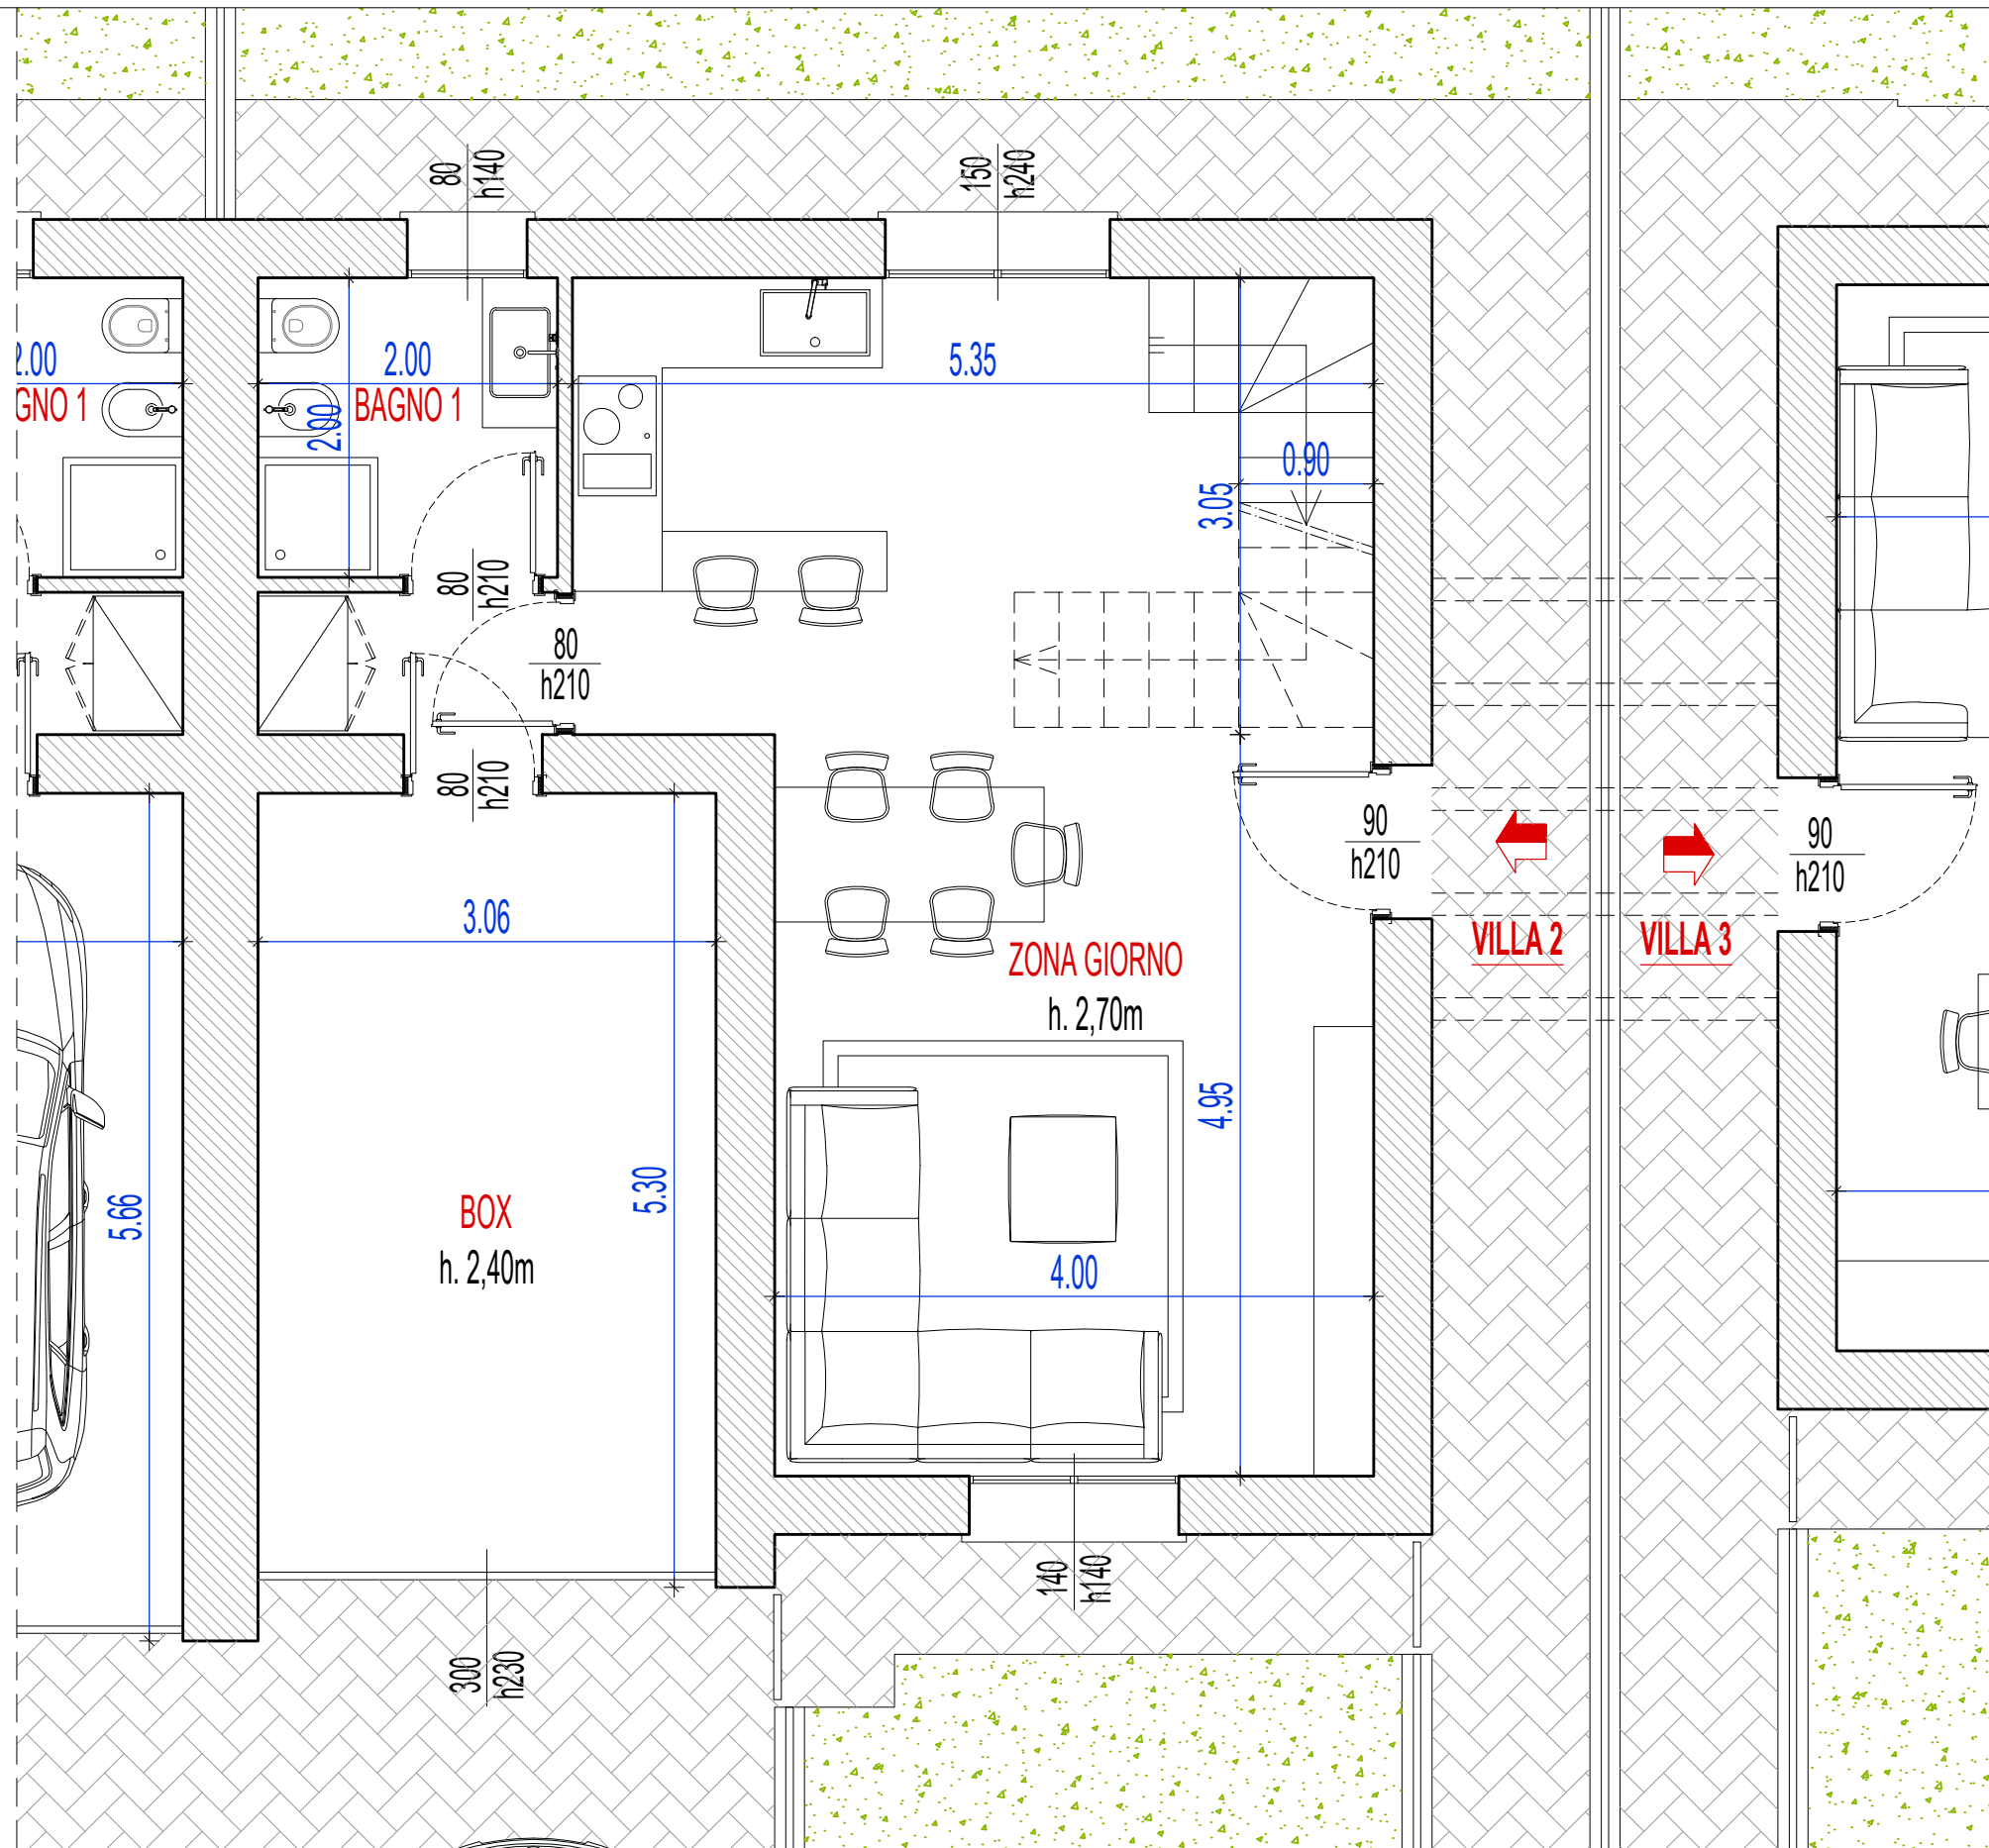 80
h140
150
h240
2.00
GNO 1
2.00
BAGNO 1
2.00
5.35
0.90
3.05
80
h210
80
h210
80
h210
90
h210
90
h210
3.06
VILLA 2
VILLA 3
ZONA GIORNO
h. 2,70m
4.95
5.66
5.30
BOX
h. 2,40m
4.00
140
h140
300
h230